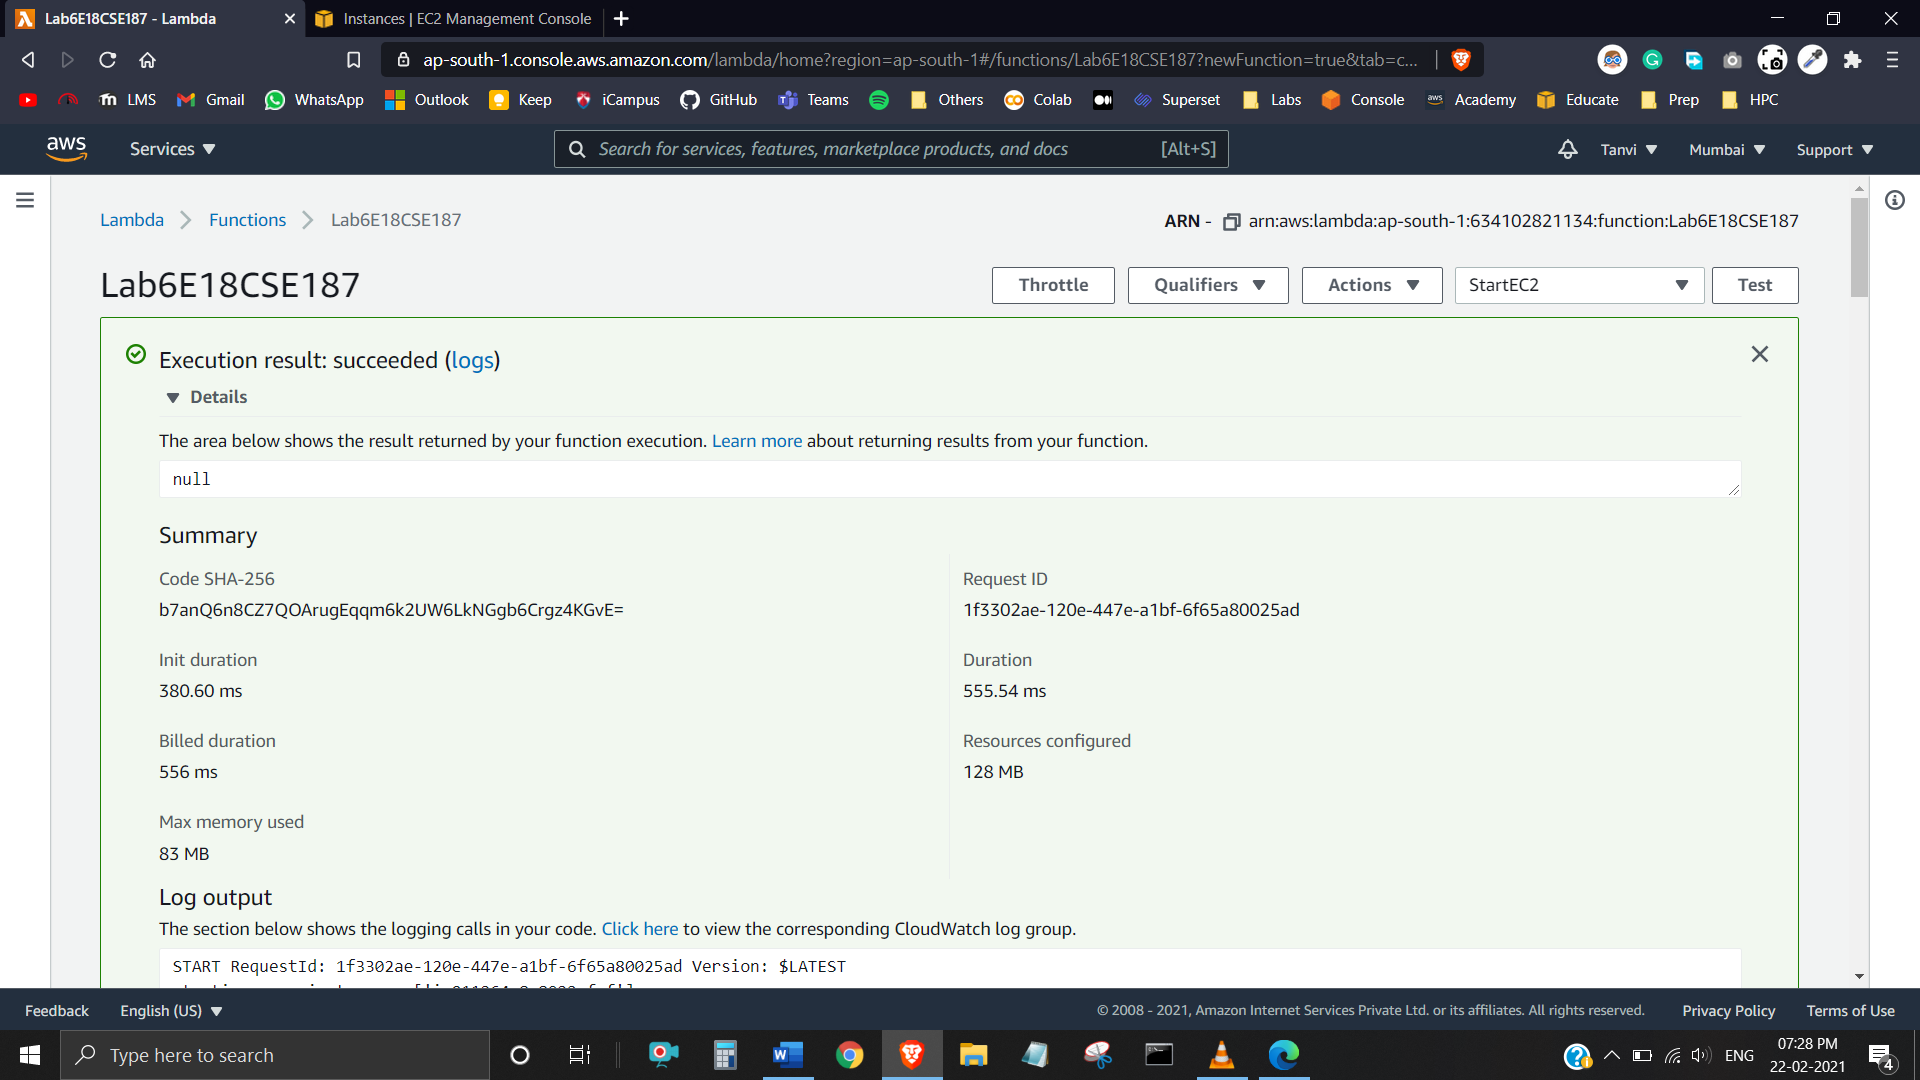 Lab6E18CSE187 - Lambda
Instances | EC2 Management Console
ap-south-1.console.aws.amazon.com/lambda/home?region=ap-south-1#/functions/Lab6E18CSE187?newFunction=true&tab=c...
LMS Gmail WhatsApp Outlook Keep iCampus GitHub Teams Others Colab Superset Labs Console aws Academy Educate Prep HPC
aws Services Search for services, features, marketplace products, and docs [Alt+S] Tanvi Mumbai Support
Lambda Functions Lab6E18CSE187
ARN - arn:aws:lambda:ap-south-1:634102821134:function:Lab6E18CSE187
Lab6E18CSE187
Throttle Qualifiers Actions StartEC2 Test
Execution result: succeeded (logs)
Details
The area below shows the result returned by your function execution. Learn more about returning results from your function.
null
Summary
Code SHA-256
b7anQ6n8CZ7QOArugEqqm6k2UW6LkNGgb6Crgz4KGvE=
Request ID
1f3302ae-120e-447e-a1bf-6f65a80025ad
Init duration
380.60 ms
Duration
555.54 ms
Billed duration
556 ms
Resources configured
128 MB
Max memory used
83 MB
Log output
The section below shows the logging calls in your code. Click here to view the corresponding CloudWatch log group.
START RequestId: 1f3302ae-120e-447e-a1bf-6f65a80025ad Version: $LATEST
Feedback English (US) © 2008 - 2021, Amazon Internet Services Private Ltd. or its affiliates. All rights reserved. Privacy Policy Terms of Use
Type here to search
ENG
07:28 PM
22-02-2021
4